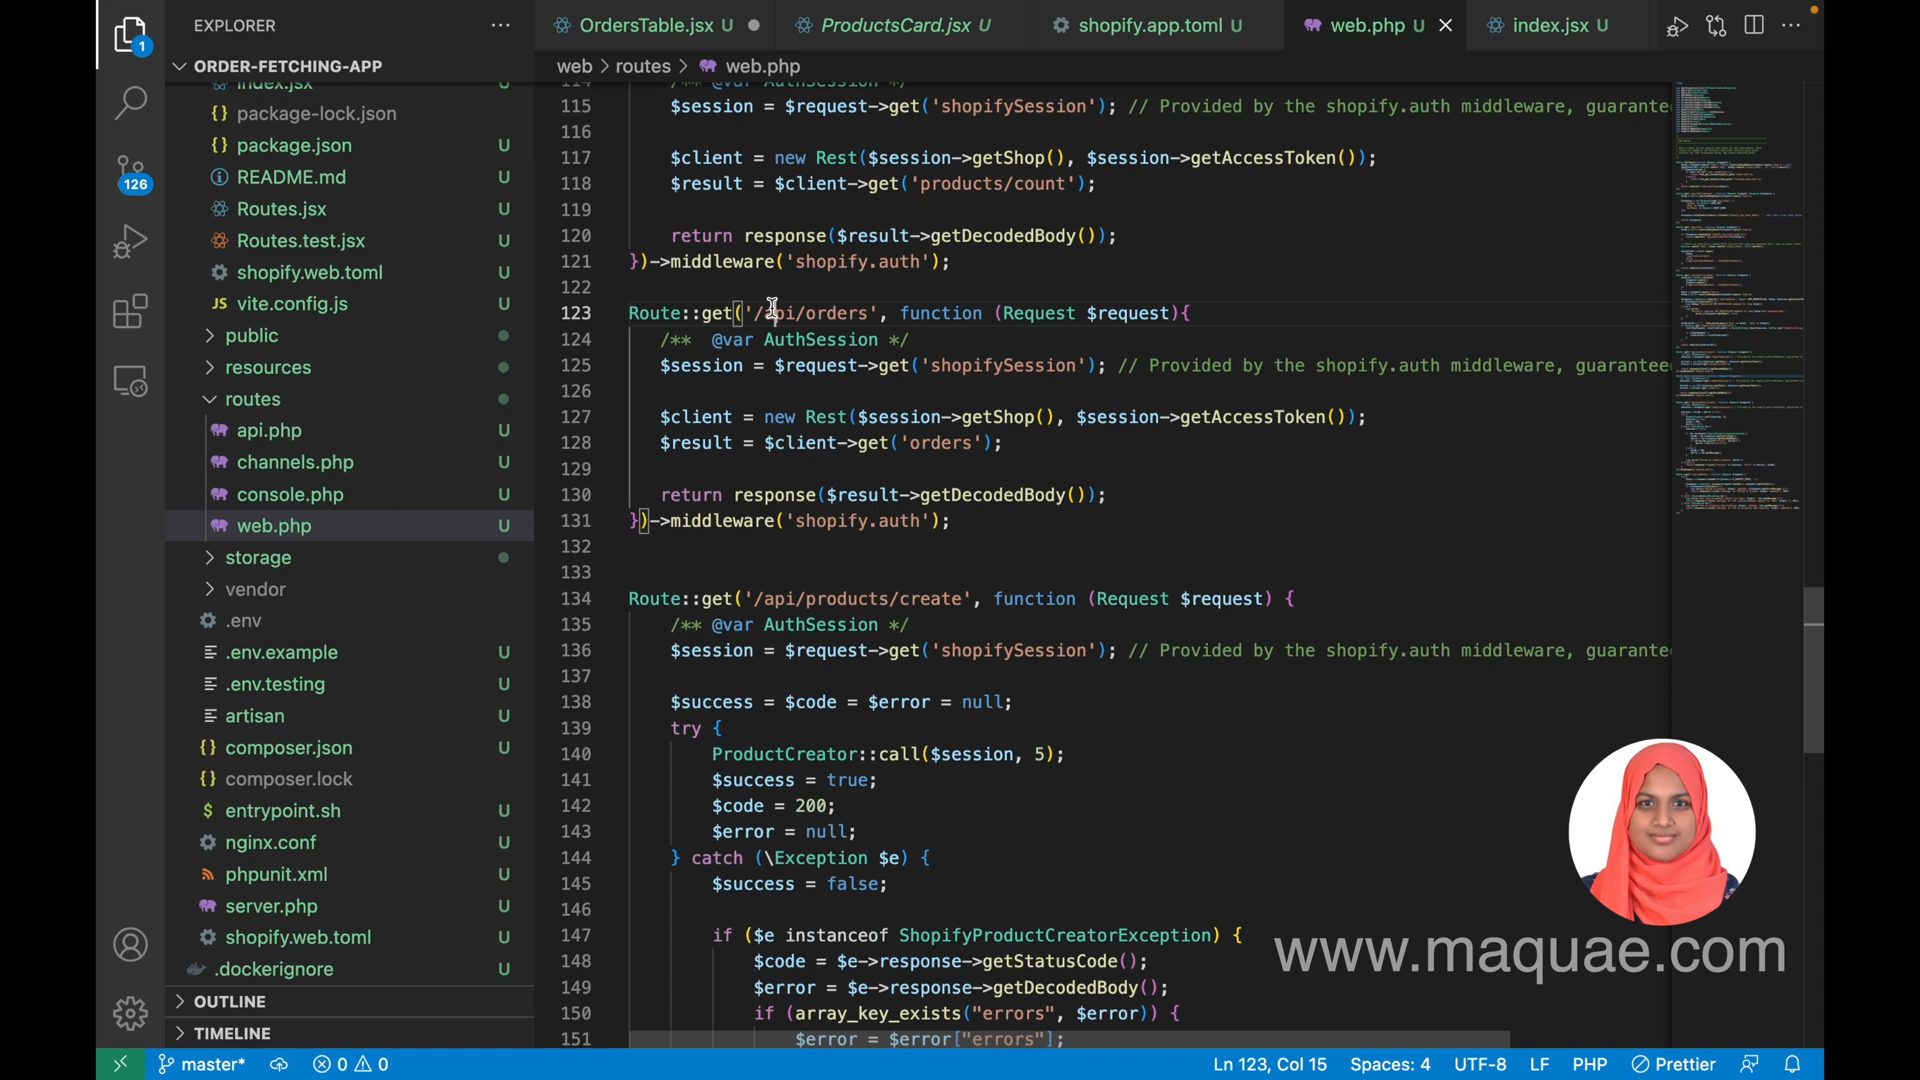 EXPLORER
1
126
ORDER-FETCHING-APP
index.jsx
package-lock.json
package.json U
README.md U
Routes.jsx U
Routes.test.jsx U
shopify.web.toml U
JS vite.config.js U
public
resources
routes
api.php U
channels.php U
console.php U
web.php U
storage
vendor
.env
.env.example U
.env.testing U
artisan U
composer.json U
composer.lock
entrypoint.sh U
nginx.conf U
phpunit.xml U
server.php U
shopify.web.toml U
.dockerignore U
OUTLINE
TIMELINE
OrdersTable.jsx U
ProductsCard.jsx U
shopify.app.toml U
web.php U
index.jsx U
web > routes > web.php
114 /** @var AuthSession */
115 $session = $request->get('shopifySession'); // Provided by the shopify.auth middleware, guarantee
116
117 $client = new Rest($session->getShop(), $session->getAccessToken());
118 $result = $client->get('products/count');
119
120 return response($result->getDecodedBody());
121 })->middleware('shopify.auth');
122
123 Route::get('/api/orders', function (Request $request){
124 /**  @var AuthSession */
125 $session = $request->get('shopifySession'); // Provided by the shopify.auth middleware, guarantee
126
127 $client = new Rest($session->getShop(), $session->getAccessToken());
128 $result = $client->get('orders');
129
130 return response($result->getDecodedBody());
131 })->middleware('shopify.auth');
132
133
134 Route::get('/api/products/create', function (Request $request) {
135 /** @var AuthSession */
136 $session = $request->get('shopifySession'); // Provided by the shopify.auth middleware, guarantee
137
138 $success = $code = $error = null;
139 try {
140 ProductCreator::call($session, 5);
141 $success = true;
142 $code = 200;
143 $error = null;
144 } catch (\Exception $e) {
145 $success = false;
146
147 if ($e instanceof ShopifyProductCreatorException) {
148 $code = $e->response->getStatusCode();
149 $error = $e->response->getDecodedBody();
150 if (array_key_exists("errors", $error)) {
151 $error = $error["errors"];
www.maquae.com
master* 0 0 Ln 123, Col 15 Spaces: 4 UTF-8 LF PHP Prettier